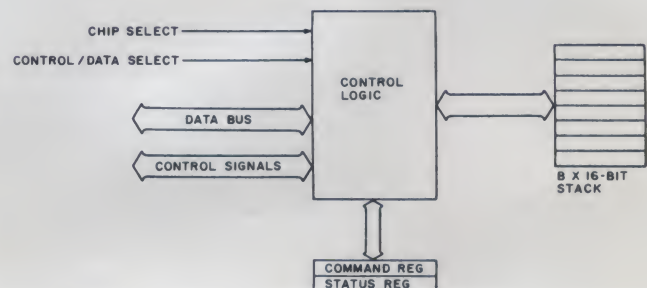 CHIP SELECT
CONTROL/DATA SELECT
CONTROL
LOGIC
DATA BUS
CONTROL SIGNALS
8 X 16-BIT
STACK
COMMAND REG
STATUS REG